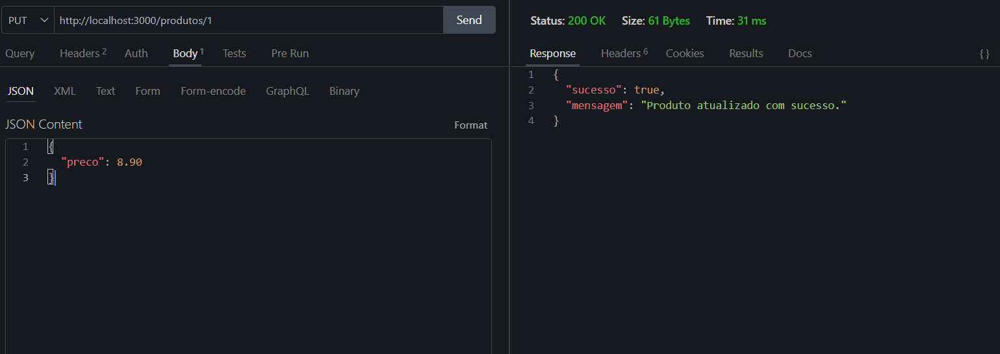 PUT http://localhost:3000/produtos/1 Send
Query Headers 2 Auth Body 1 Tests Pre Run
JSON XML Text Form Form-encode GraphQL Binary
JSON Content Format
1 {
2 "preco": 8.90
3 }
Status: 200 OK Size: 61 Bytes Time: 31 ms
Response Headers 6 Cookies Results Docs { }
1 {
2 "sucesso": true,
3 "mensagem": "Produto atualizado com sucesso."
4 }